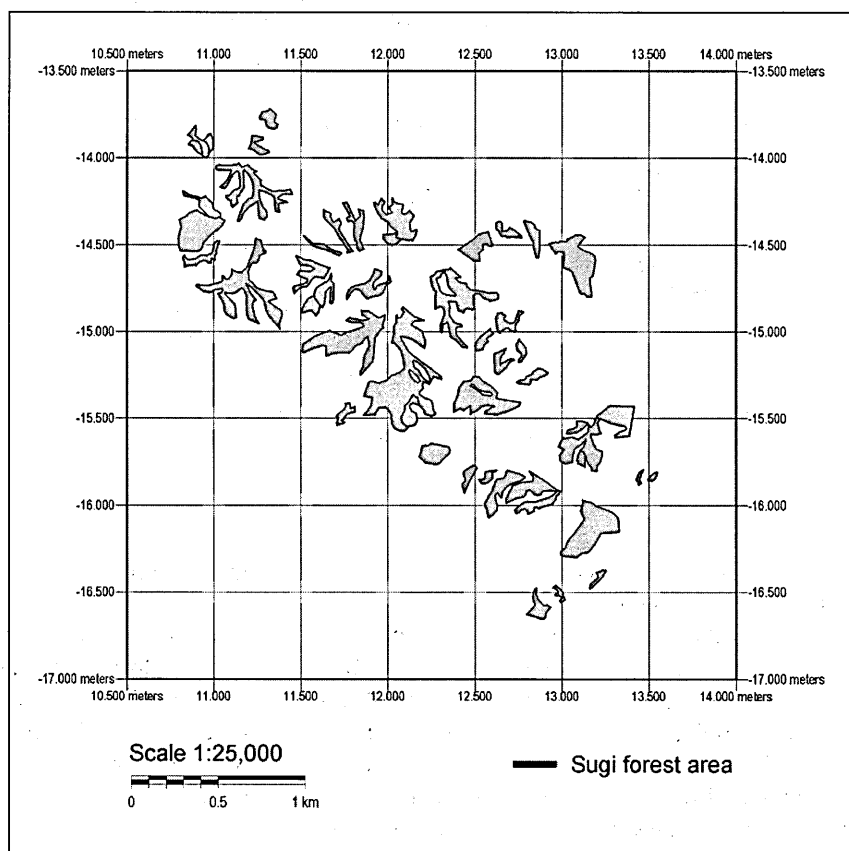 10.500 meters 11.000 11.500 12.000 12.500 13.000 13.500 14.000 meters
-13.500 meters -13.500 meters
-14.000 -14.000
-14.500 -14.500
-15.000 -15.000
-15.500 -15.500
-16.000 -16.000
-16.500 -16.500
-17.000 meters -17.000 meters
10.500 meters 11.000 11.500 12.000 12.500 13.000 13.500 14.000 meters
Scale 1:25,000
Sugi forest area
0 0.5 1 km